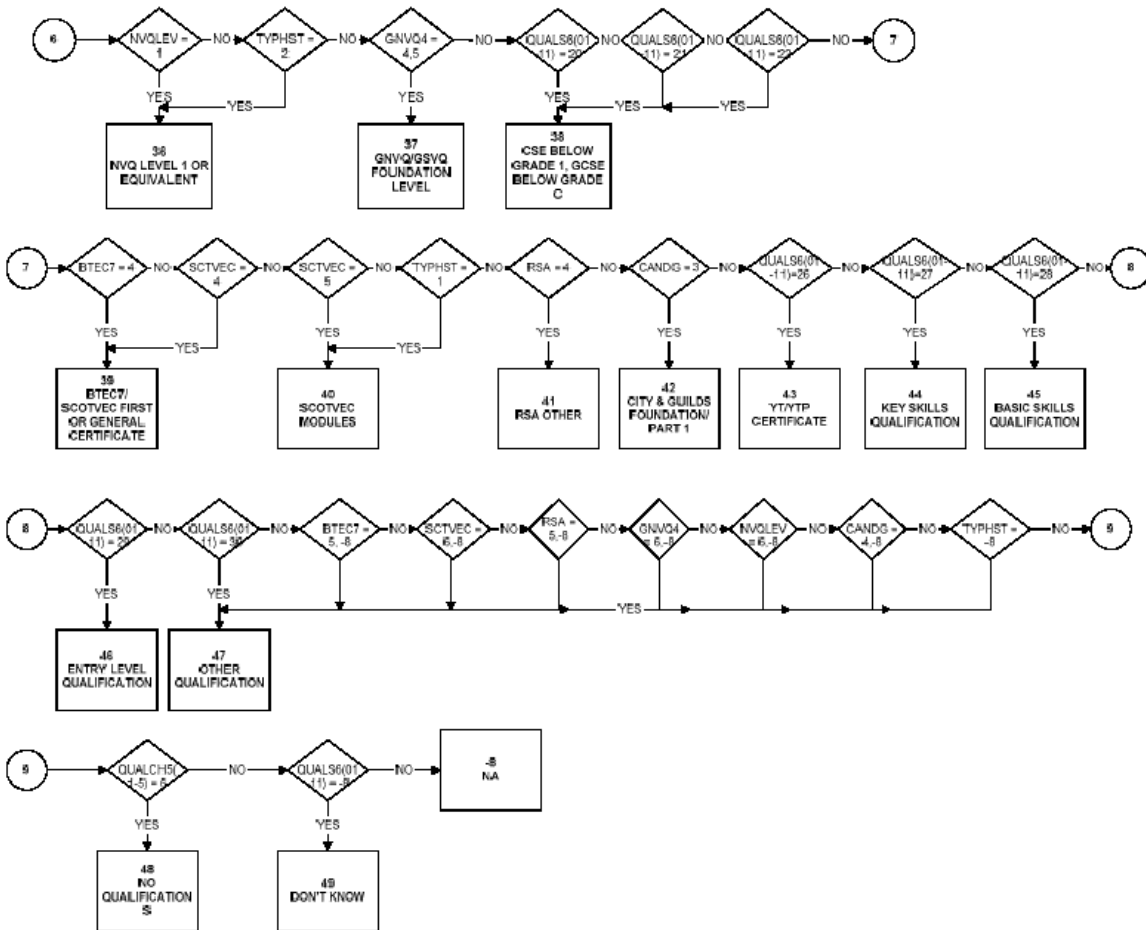 6
NVQLEV =
1
NO
TYPHST =
2
NO
GNVQ4 =
4,5
NO
QUALS6(01
-11) = 20
NO
QUALS6(01
-11) = 21
NO
QUALS6(01
-11) = 22
NO
7
YES
YES
YES
YES
YES
YES
36
NVQ LEVEL 1 OR
EQUIVALENT
37
GNVQ/GSVQ
FOUNDATION
LEVEL
38
CSE BELOW
GRADE 1, GCSE
BELOW GRADE
C
7
BTEC7 = 4
NO
SCTVEC =
4
NO
SCTVEC =
5
NO
TYPHST =
1
NO
RSA = 4
NO
CANDG = 3
NO
QUALS6(01
-11)=26
NO
QUALS6(01-
11)=27
NO
QUALS6(01-
11)=28
NO
8
YES
YES
YES
YES
YES
YES
YES
YES
YES
39
BTEC7/
SCOTVEC FIRST
OR GENERAL
CERTIFICATE
40
SCOTVEC
MODULES
41
RSA OTHER
42
CITY & GUILDS
FOUNDATION/
PART 1
43
YT/YTP
CERTIFICATE
44
KEY SKILLS
QUALIFICATION
45
BASIC SKILLS
QUALIFICATION
8
QUALS6(01
-11) = 29
NO
QUALS6(01
-11) = 30
NO
BTEC7 =
5,-8
NO
SCTVEC =
6,-8
NO
RSA =
5,-8
NO
GNVQ4
= 6,-8
NO
NVQLEV
= 6,-8
NO
CANDG =
4,-8
NO
TYPHST =
-8
NO
9
YES
YES
YES
46
ENTRY LEVEL
QUALIFICATION
47
OTHER
QUALIFICATION
9
QUALCH5(
1-5) = 5
NO
QUALS6(01
-11) = -8
NO
-8
NA
YES
YES
48
NO
QUALIFICATION
S
49
DON'T KNOW